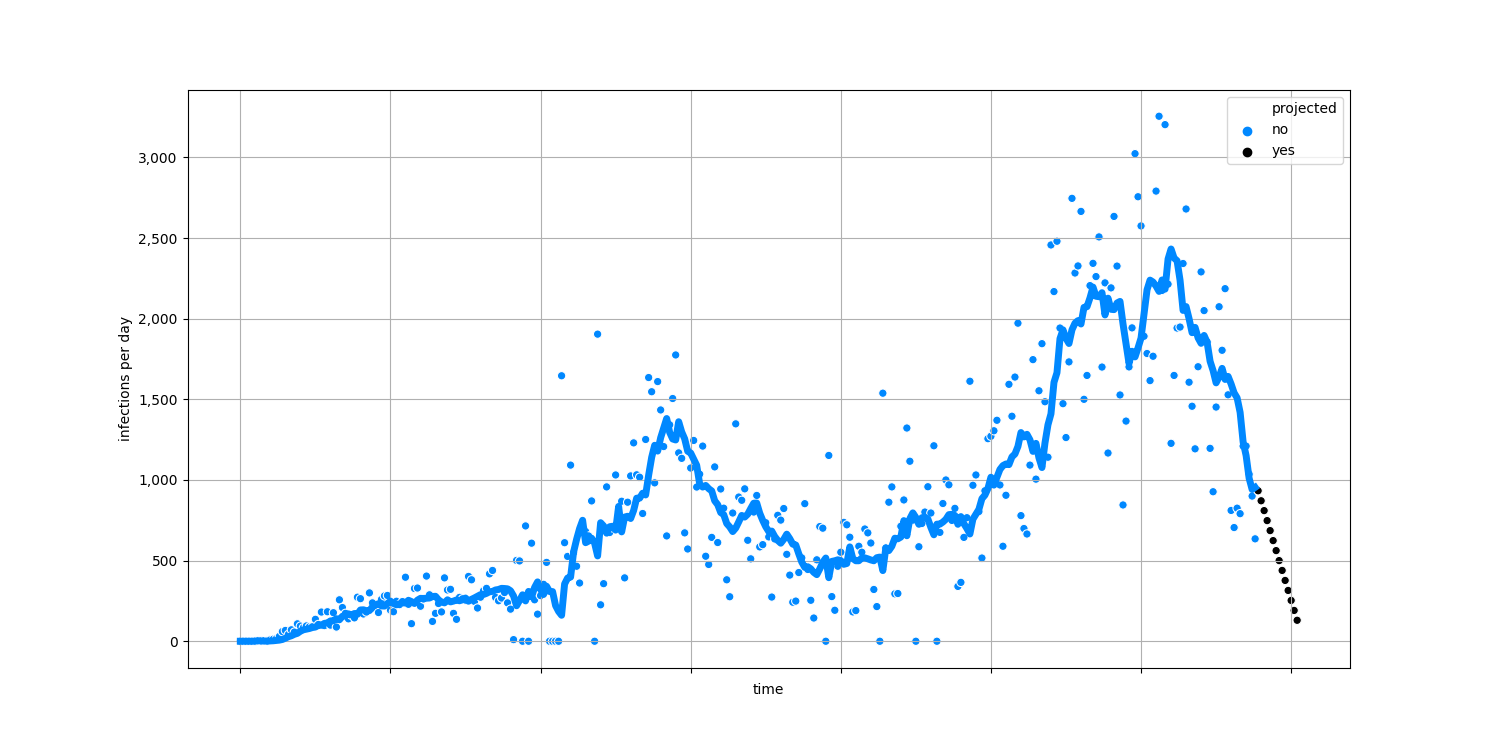 projected
no
yes
3,000
2,500
2,000
1,500
1,000
500
0
infections per day
time